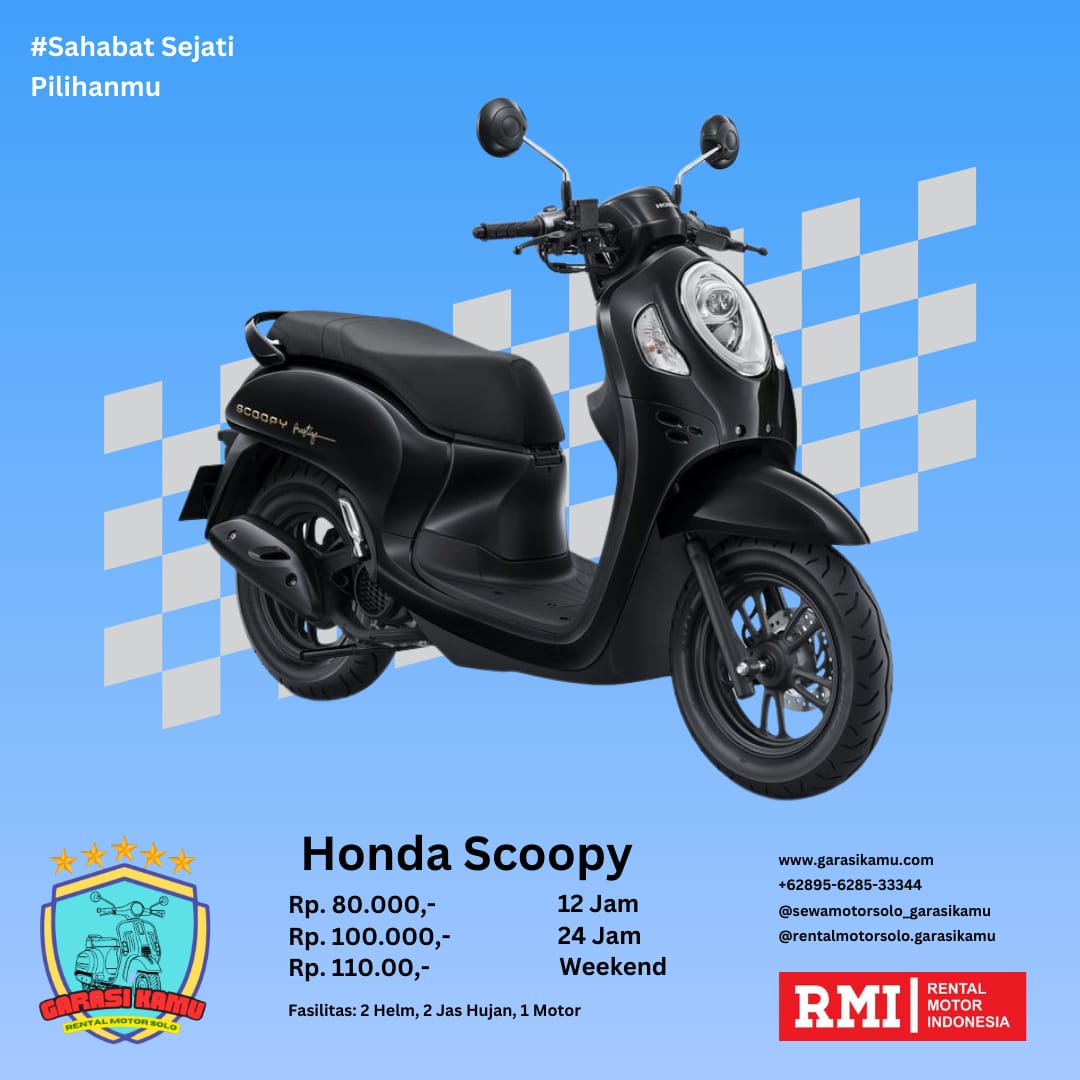 #Sahabat Sejati
Pilihanmu
SCOOPY Prestige
Honda Scoopy
Rp. 80.000,- 12 Jam
Rp. 100.000,- 24 Jam
Rp. 110.00,- Weekend
Fasilitas: 2 Helm, 2 Jas Hujan, 1 Motor
GARASI KAMU
RENTAL MOTOR SOLO
www.garasikamu.com
+62895-6285-33344
@sewamotorsolo_garasikamu
@rentalmotorsolo.garasikamu
RMI
RENTAL
MOTOR
INDONESIA